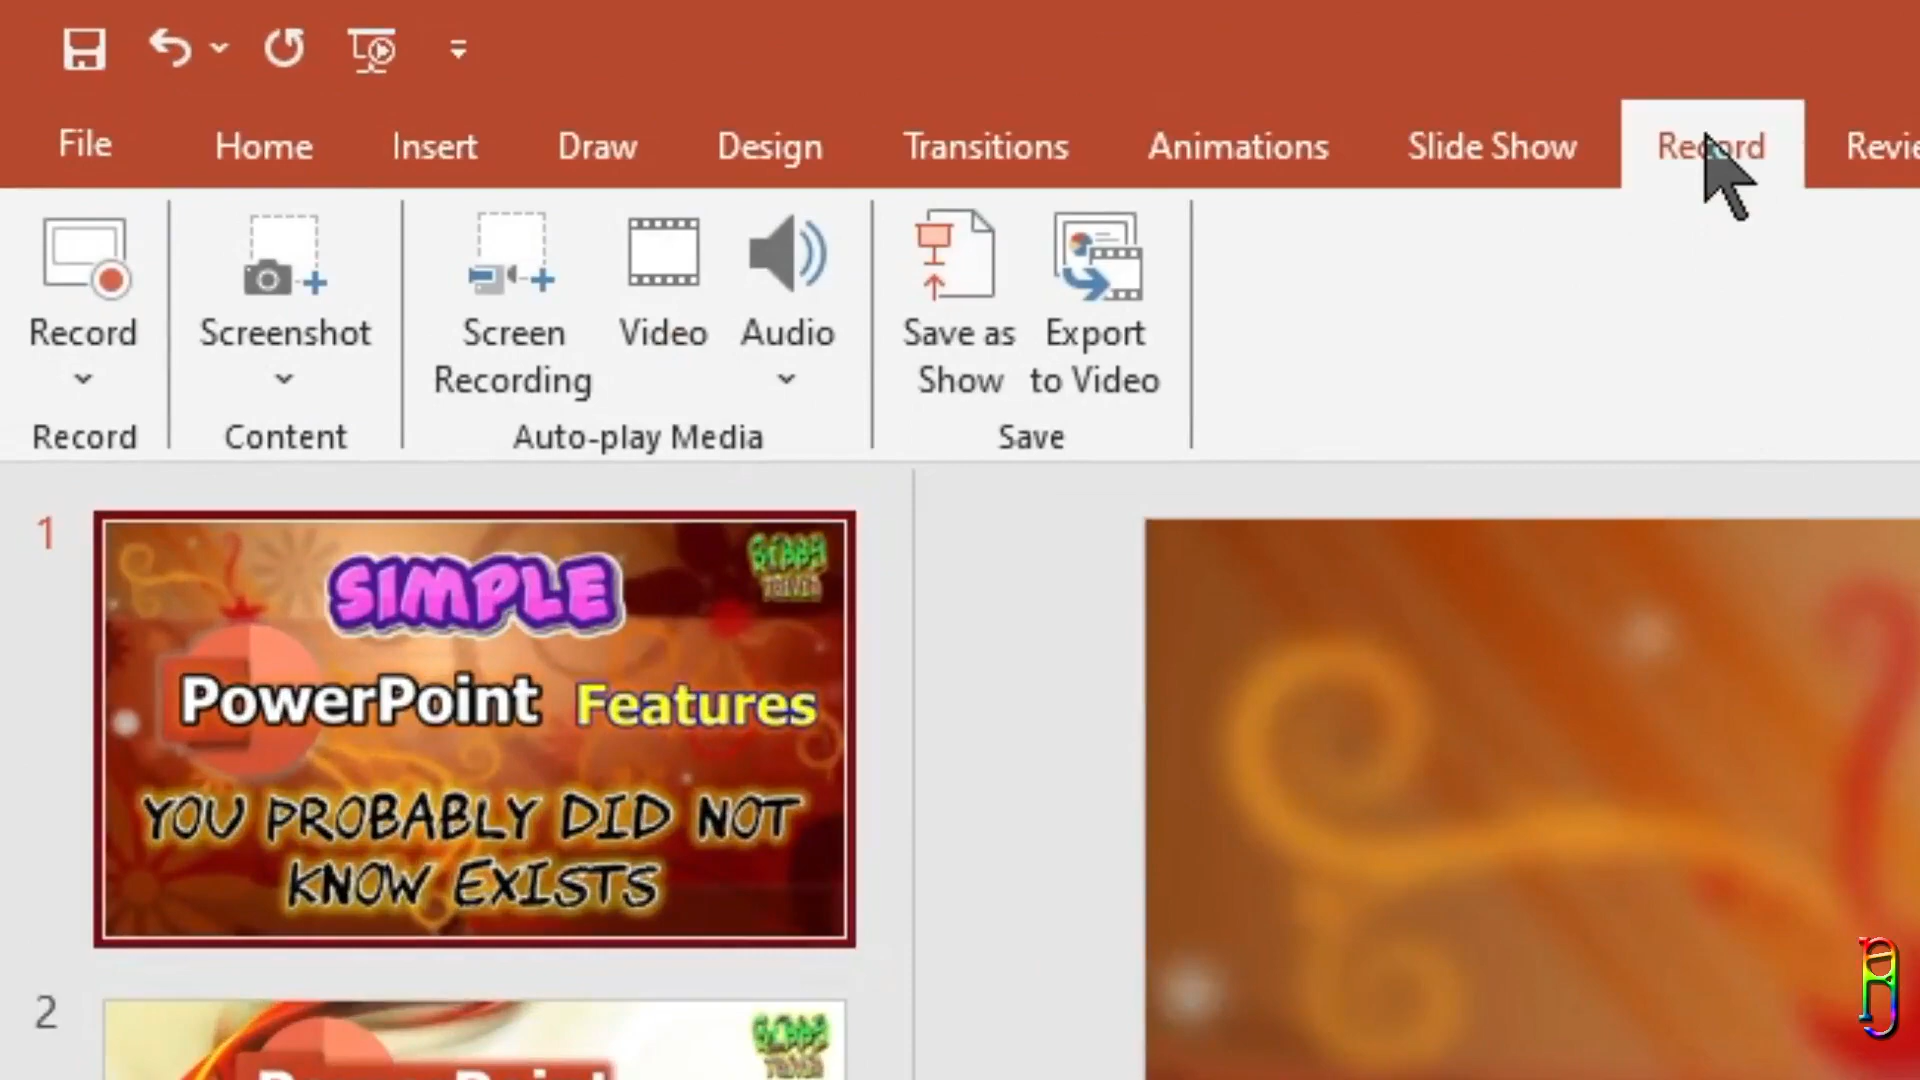 File Home Insert Draw Design Transitions Animations Slide Show Record
Record Screenshot Screen Recording Video Audio Save as Show Export to Video
Record Content Auto-play Media Save
1
SIMPLE
PowerPoint Features
YOU PROBABLY DID NOT
KNOW EXISTS
2